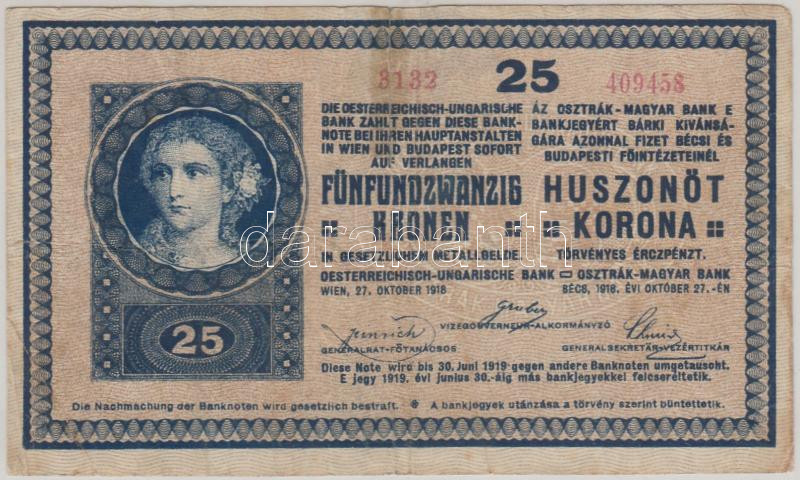 3132 25 409458
DIE OESTERREICHISCH-UNGARISCHE
BANK ZAHLT GEGEN DIESE BANK-
NOTE BEI IHREN HAUPTANSTALTEN
IN WIEN UND BUDAPEST SOFORT
AUF VERLANGEN
FÜNFUNDZWANZIG
KRONEN
IN GESETZLICHEM METALLGELDE.
AZ OSZTRÁK-MAGYAR BANK E
BANKJEGYÉRT BÁRKI KIVÁNSÁ-
GÁRA AZONNAL FIZET BÉCSI ÉS
BUDAPESTI FŐINTÉZETEINÉL
HUSZONÖT
KORONA
TÖRVÉNYES ÉRCZPÉNZT.
darabanth
OESTERREICHISCH-UNGARISCHE BANK OSZTRÁK-MAGYAR BANK
WIEN, 27. OKTOBER 1918 BÉCS, 1918. ÉVI OKTÓBER 27.-ÉN
Gruber
VIZEGOUVERNEUR-ALKORMÁNYZÓ
GENERALRAT-FŐTANÁCSOS GENERALSEKRETÄR-VEZÉRTITKÁR
25
Diese Note wird bis 30. Juni 1919 gegen andere Banknoten umgetauscht.
E jegy 1919. évi junius 30.-áig más bankjegyekkel felcseréltetik.
Die Nachmachung der Banknoten wird gesetzlich bestraft. A bankjegyek utánzása a törvény szerint büntettetik.